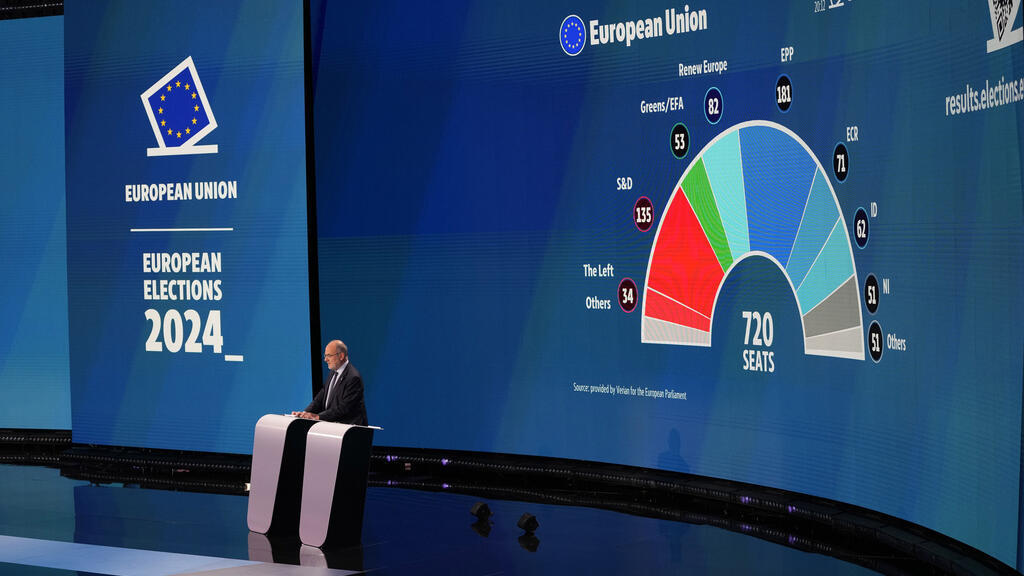 EUROPEAN UNION
EUROPEAN
ELECTIONS
2024_
European Union
20:12
results.elections.e
EPP
181
Renew Europe
82
Greens/EFA
53
ECR
71
S&D
135
ID
62
The Left
Others
34
NI
51
Others
51
720
SEATS
Source: provided by Verian for the European Parliament